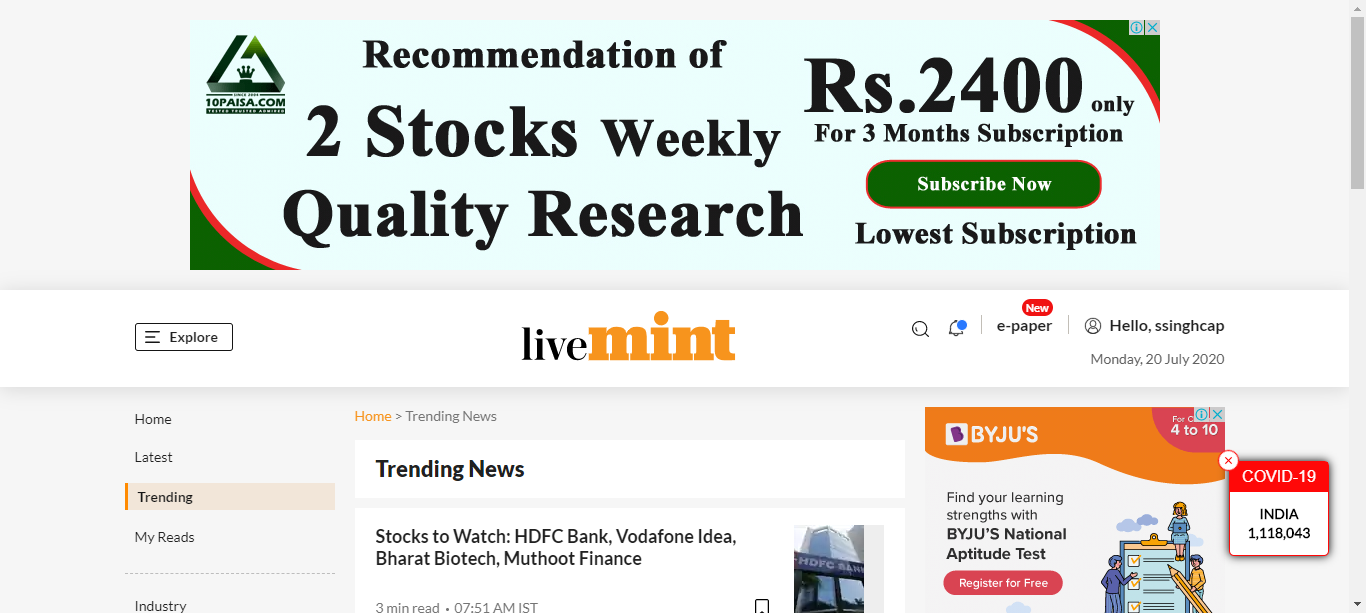 Recommendation of
2 Stocks Weekly
Quality Research
10PAISA.COM
Rs.2400 only
For 3 Months Subscription
Subscribe Now
Lowest Subscription
Explore
livemint
New
e-paper
Hello, ssinghcap
Monday, 20 July 2020
Home
Latest
Trending
My Reads
Industry
Home > Trending News
Trending News
Stocks to Watch: HDFC Bank, Vodafone Idea,
Bharat Biotech, Muthoot Finance
3 min read • 07:51 AM IST
HDFC BANK
BYJU'S
4 to 10
Find your learning
strengths with
BYJU'S National
Aptitude Test
Register for Free
COVID-19
INDIA
1,118,043